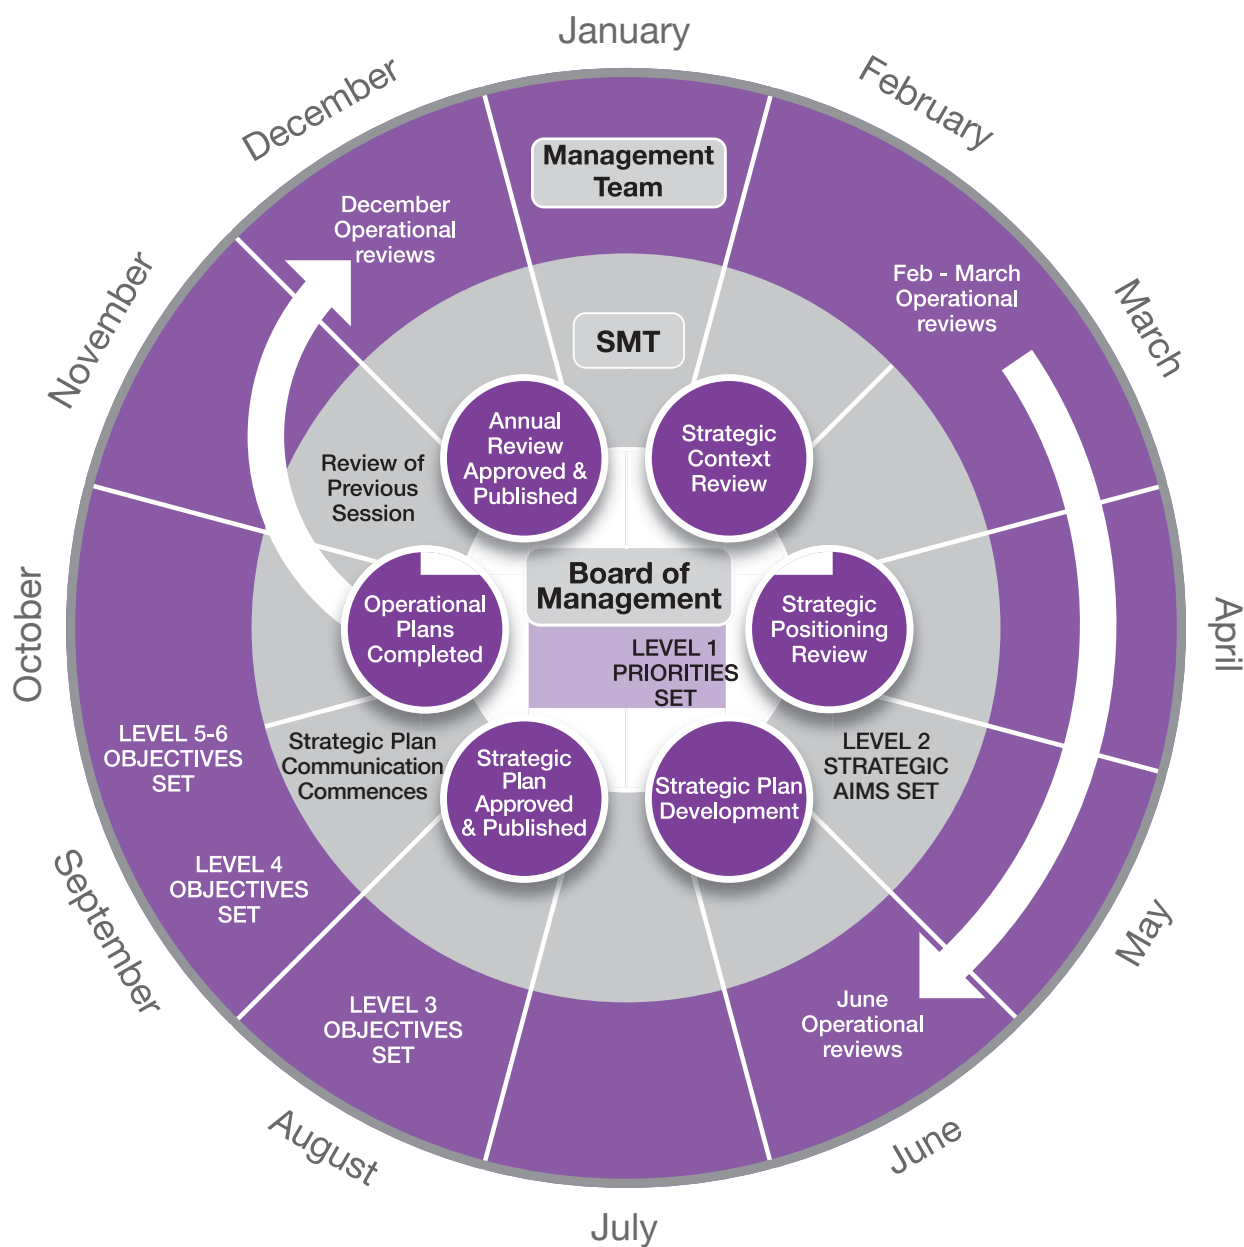 January
February
March
April
May
June
July
August
September
October
November
December
Management
Team
December
Operational
reviews
Feb - March
Operational
reviews
SMT
Annual
Review
Approved &
Published
Strategic
Context
Review
Review of
Previous
Session
Board of
Management
LEVEL 1
PRIORITIES
SET
Operational
Plans
Completed
Strategic
Positioning
Review
LEVEL 5-6
OBJECTIVES
SET
Strategic Plan
Communication
Commences
Strategic
Plan
Approved
& Published
Strategic Plan
Development
LEVEL 2
STRATEGIC
AIMS SET
LEVEL 4
OBJECTIVES
SET
LEVEL 3
OBJECTIVES
SET
June
Operational
reviews